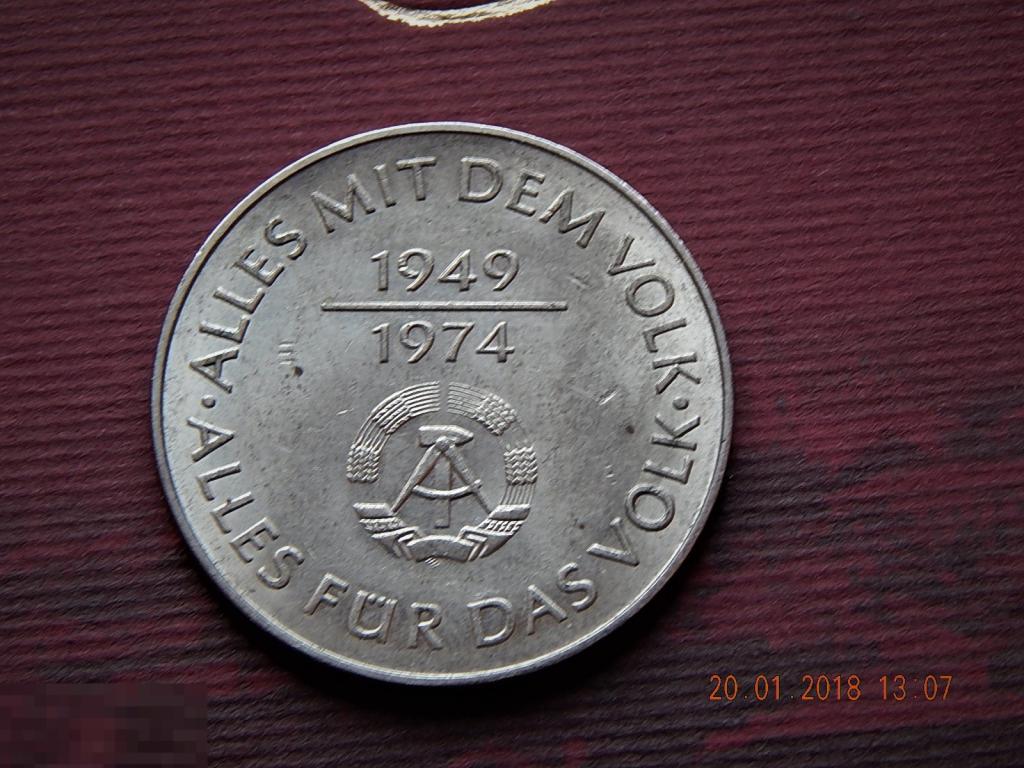 ALLES MIT DEM VOLK · ALLES FÜR DAS VOLK ·
1949
1974
20.01.2018 13:07